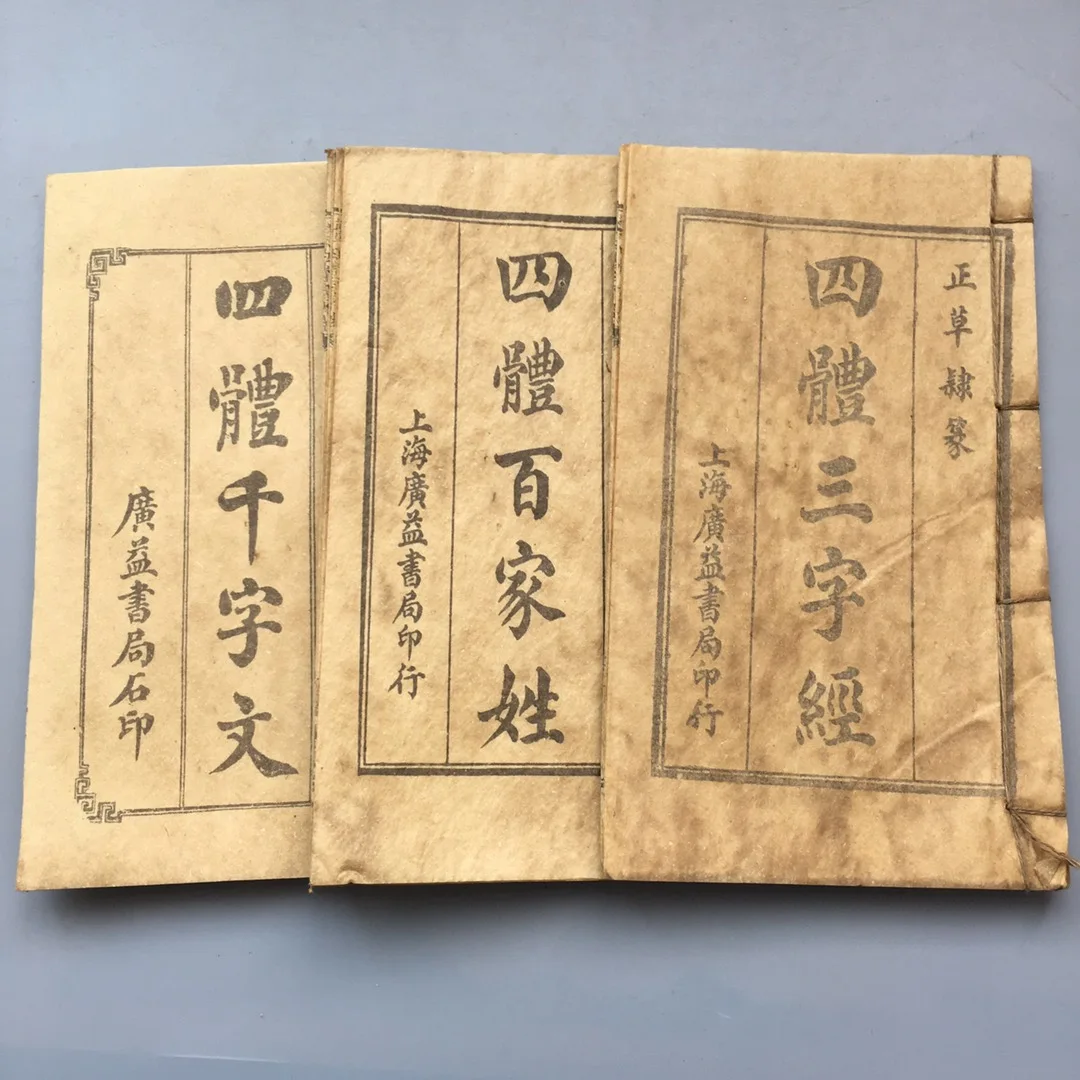 正草隸篆
四體三字經
上海廣益書局印行
四體百家姓
上海廣益書局印行
四體千字文
廣益書局石印